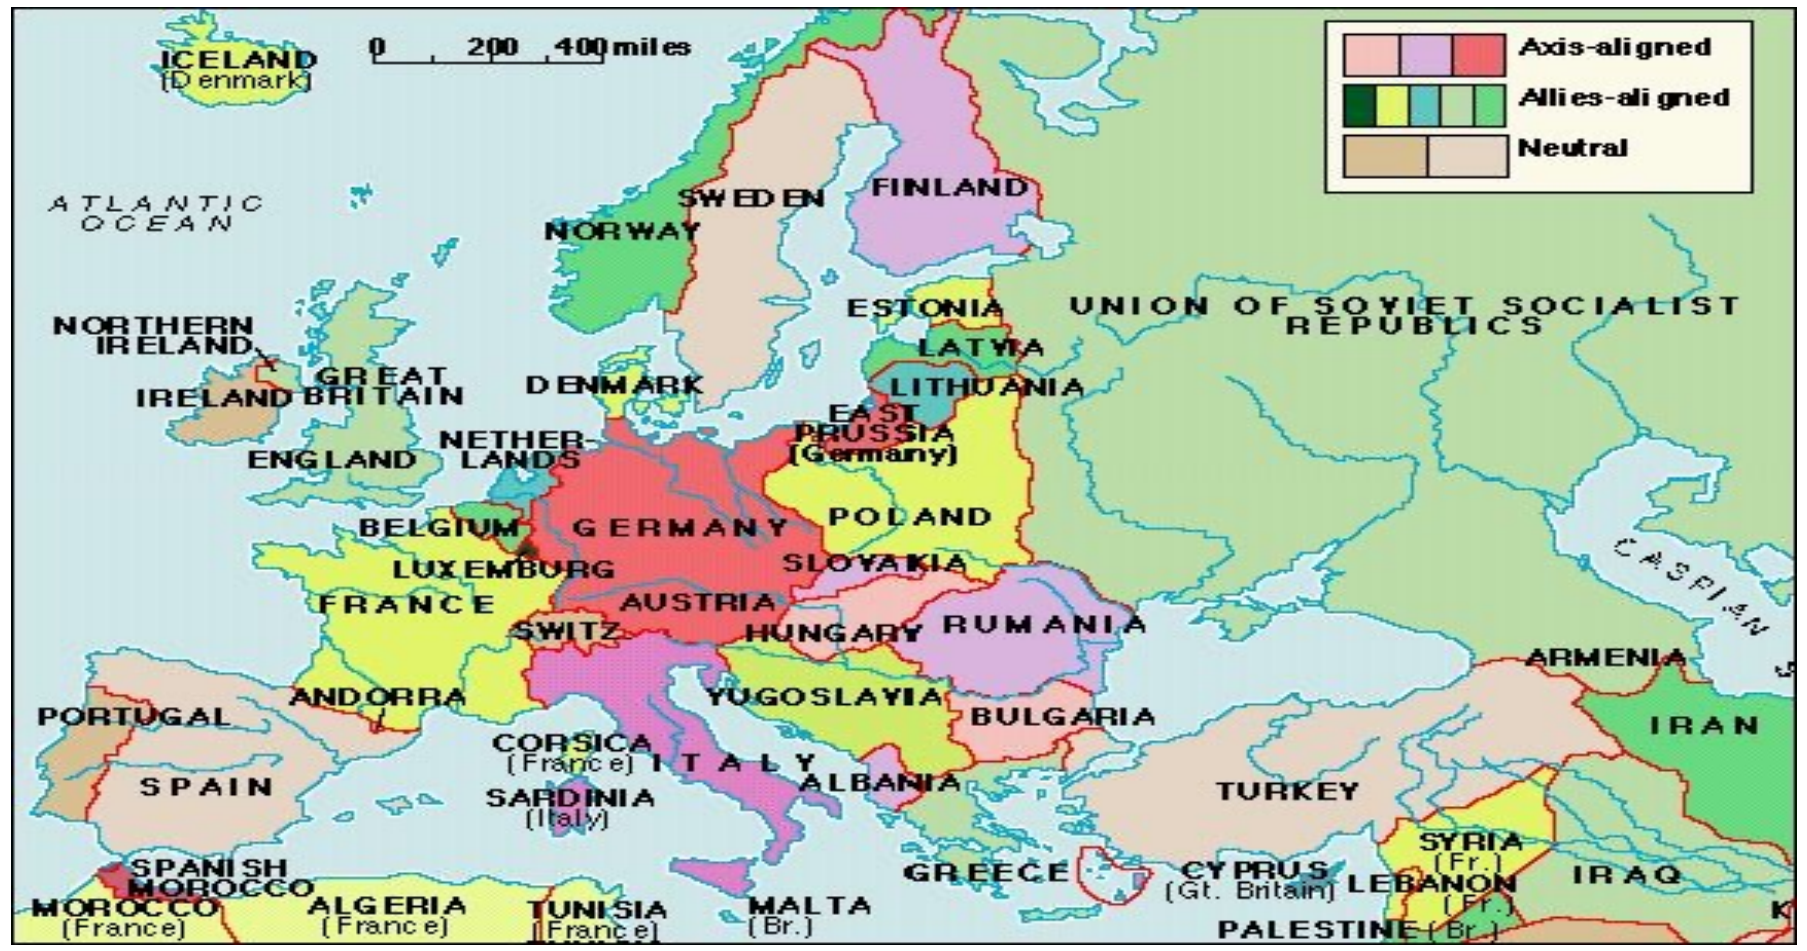 ICELAND
(Denmark)
0 200 400 miles
Axis-aligned
Allies-aligned
Neutral
ATLANTIC
OCEAN
SWEDEN
FINLAND
NORWAY
ESTONIA
UNION OF SOVIET SOCIALIST
REPUBLICS
NORTHERN
IRELAND
LATVIA
GREAT
BRITAIN
IRELAND
DENMARK
LITHUANIA
EAST
PRUSSIA
(Germany)
NETHER-
LANDS
ENGLAND
BELGIUM
GERMANY
POLAND
LUXEMBURG
SLOVAKIA
CASPIAN
S
FRANCE
AUSTRIA
SWITZ
HUNGARY
RUMANIA
ARMENIA
ANDORRA
YUGOSLAVIA
PORTUGAL
BULGARIA
IRAN
CORSICA
(France)
ITALY
SPAIN
ALBANIA
SARDINIA
(Italy)
TURKEY
SYRIA
(Fr.)
SPANISH
MOROCCO
GREECE
CYPRUS
(Gt. Britain)
LEBANON
(Fr.)
IRAQ
MOROCCO
(France)
ALGERIA
(France)
TUNISIA
(France)
MALTA
(Br.)
PALESTINE (Br.)
K